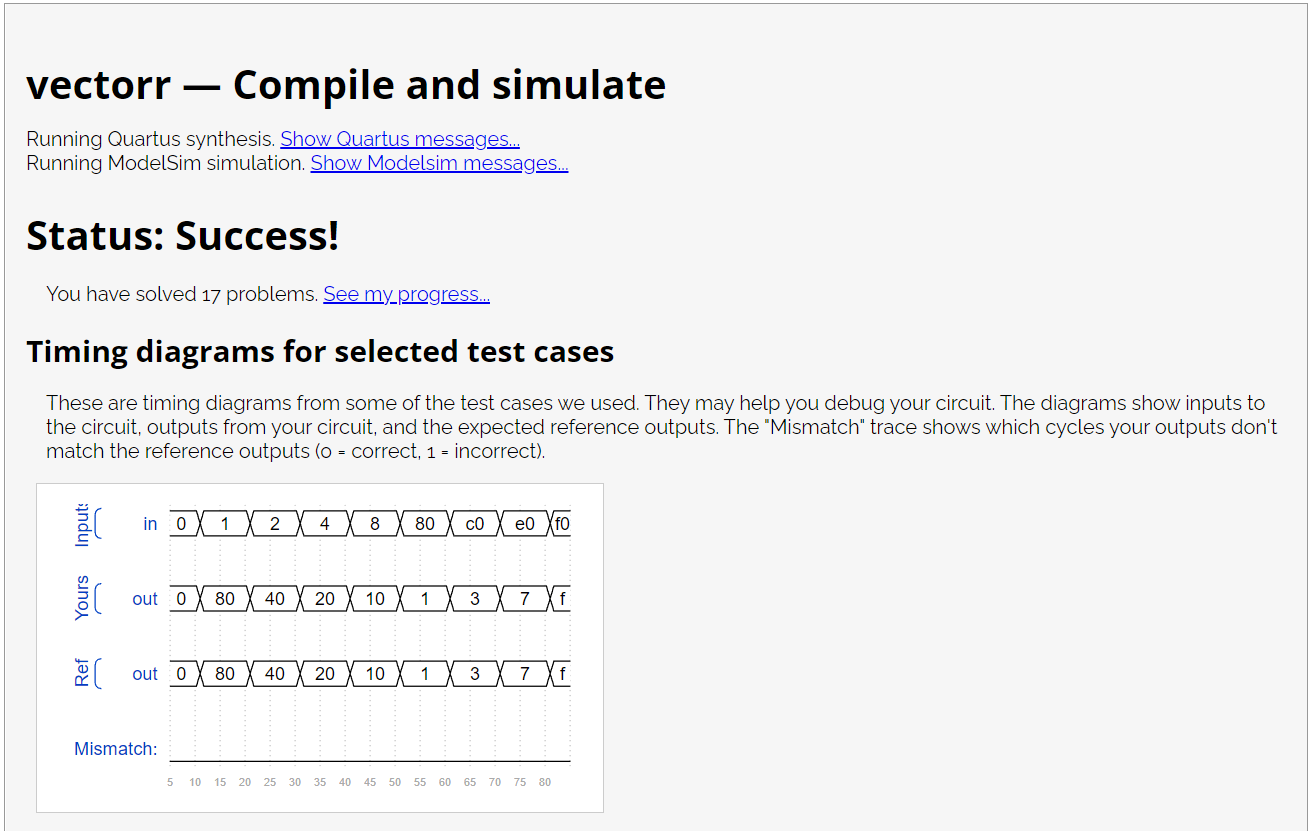 vectorr — Compile and simulate
Running Quartus synthesis. Show Quartus messages...
Running ModelSim simulation. Show Modelsim messages...
Status: Success!
You have solved 17 problems. See my progress...
Timing diagrams for selected test cases
These are timing diagrams from some of the test cases we used. They may help you debug your circuit. The diagrams show inputs to
the circuit, outputs from your circuit, and the expected reference outputs. The "Mismatch" trace shows which cycles your outputs don't
match the reference outputs (0 = correct, 1 = incorrect).
Inputs in 0 1 2 4 8 80 c0 e0 f0
Yours out 0 80 40 20 10 1 3 7 f
Ref out 0 80 40 20 10 1 3 7 f
Mismatch:
5 10 15 20 25 30 35 40 45 50 55 60 65 70 75 80